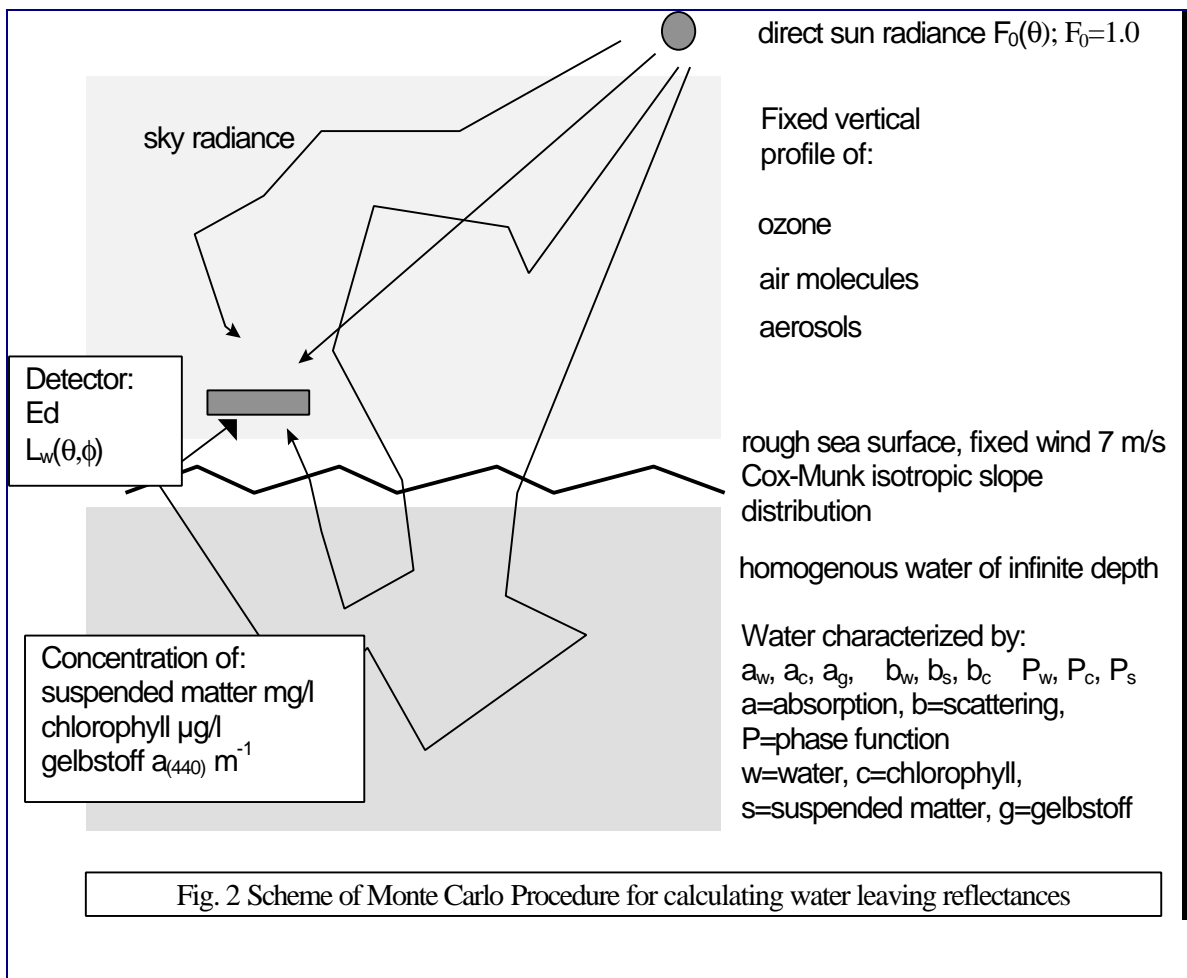 direct sun radiance F₀(θ); F₀=1.0
sky radiance
Fixed vertical
profile of:
ozone
air molecules
aerosols
Detector:
Ed
L_w(θ,ϕ)
rough sea surface, fixed wind 7 m/s
Cox-Munk isotropic slope
distribution
homogenous water of infinite depth
Concentration of:
suspended matter mg/l
chlorophyll µg/l
gelbstoff a₍₄₄₀₎ m⁻¹
Water characterized by:
a_w, a_c, a_g, b_w, b_s, b_c P_w, P_c, P_s
a=absorption, b=scattering,
P=phase function
w=water, c=chlorophyll,
s=suspended matter, g=gelbstoff
Fig. 2 Scheme of Monte Carlo Procedure for calculating water leaving reflectances